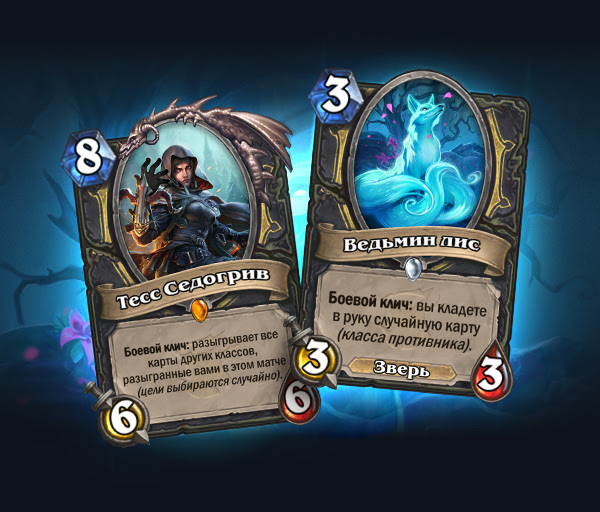 8
Тесс Седогрив
Боевой клич: разыгрывает все
карты других классов,
разыгранные вами в этом матче
(цели выбираются случайно).
6
6
3
Ведьмин лис
Боевой клич: вы кладете
в руку случайную карту
(класса противника).
Зверь
3
3